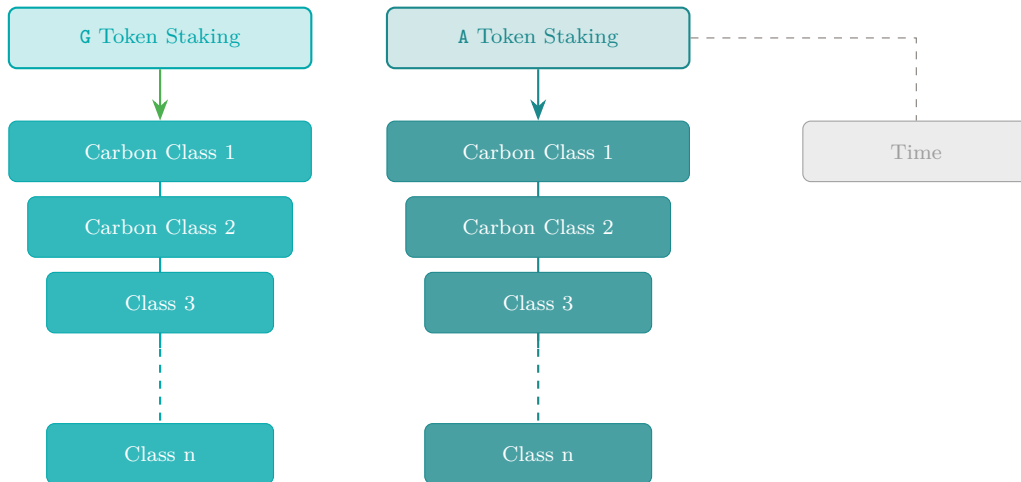 G Token Staking
A Token Staking
Carbon Class 1
Carbon Class 1
Time
Carbon Class 2
Carbon Class 2
Class 3
Class 3
Class n
Class n